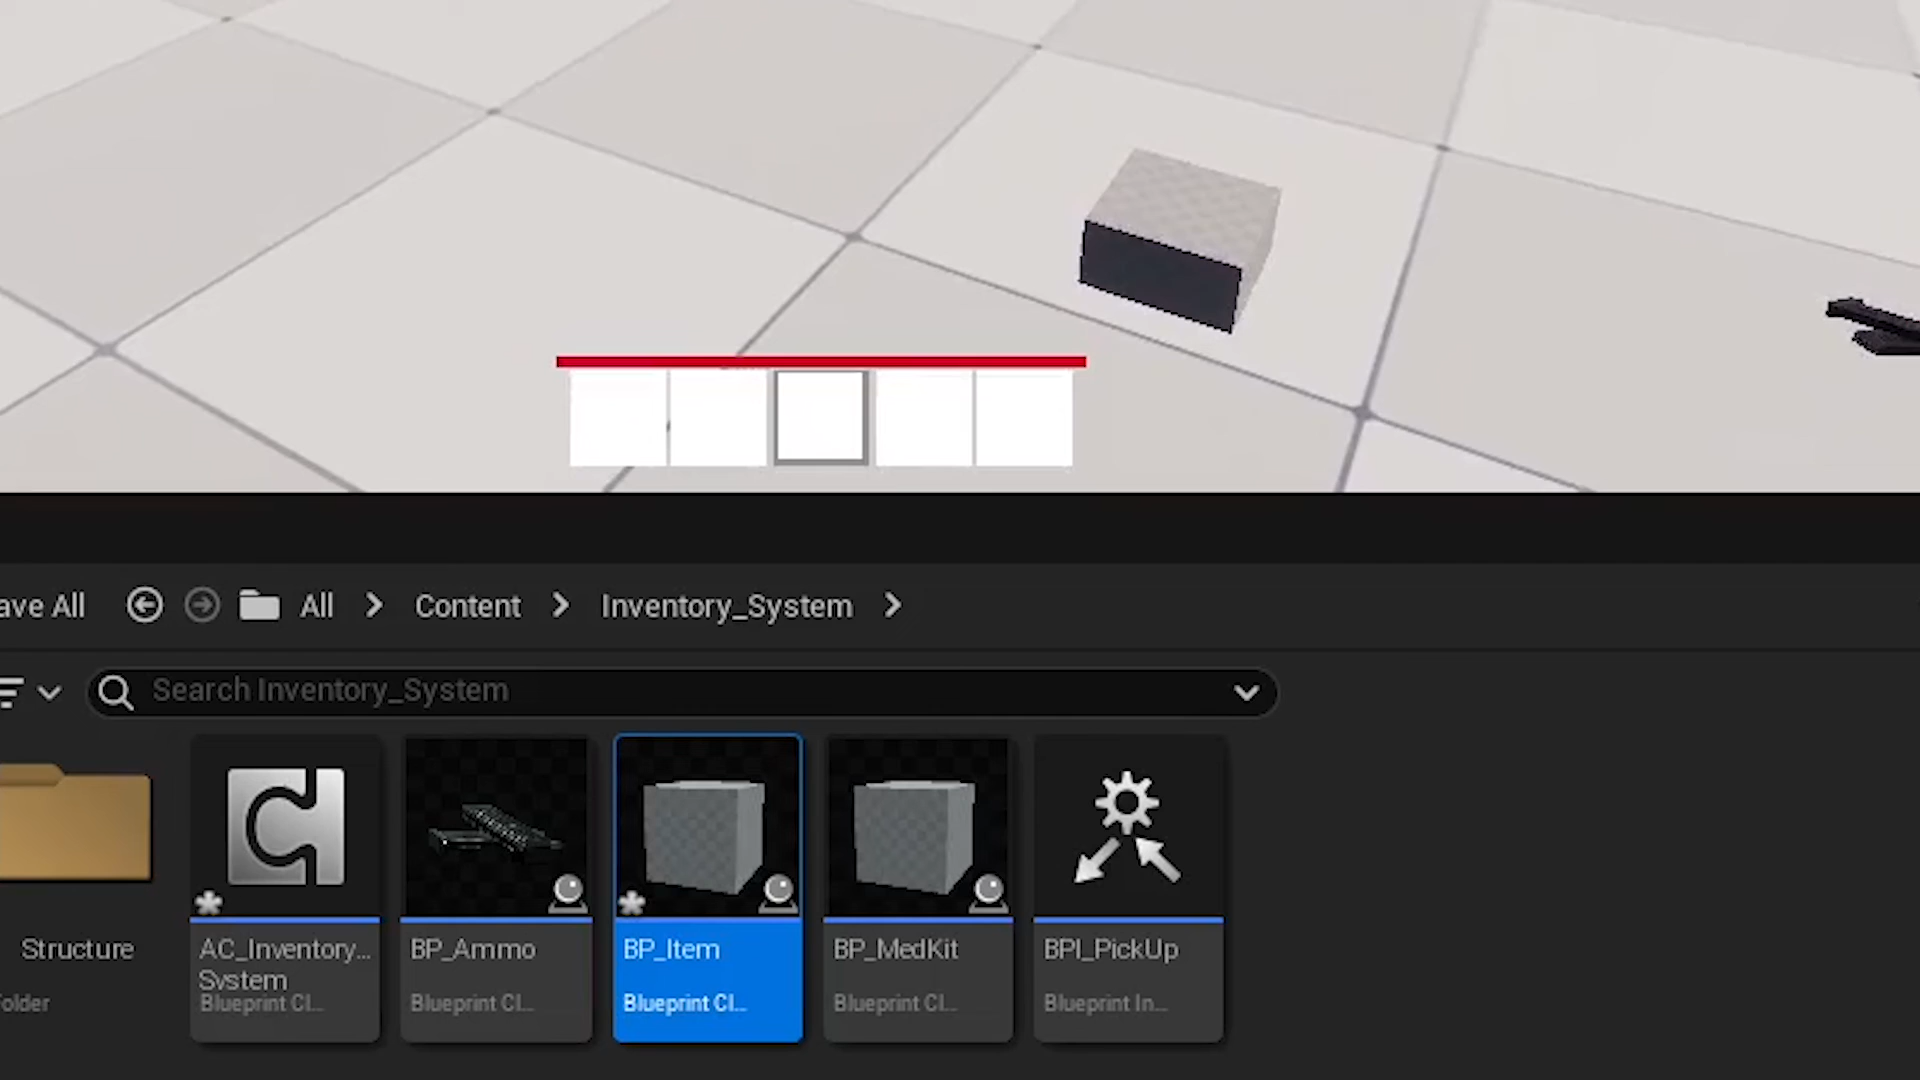 ave All
All
Content
Inventory_System
Search Inventory_System
Structure
older
AC_Inventory...
System
Blueprint Cl...
BP_Ammo
Blueprint Cl...
BP_Item
Blueprint Cl...
BP_MedKit
Blueprint Cl...
BPI_PickUp
Blueprint In...